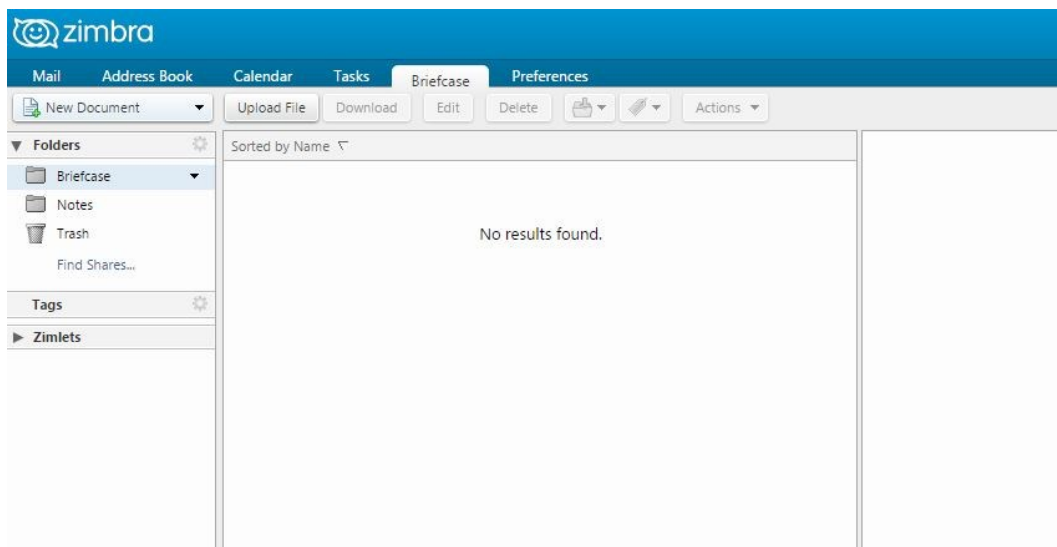 zimbra
Mail Address Book Calendar Tasks Briefcase Preferences
New Document Upload File Download Edit Delete Actions
Folders
Sorted by Name
Briefcase
Notes
Trash
No results found.
Find Shares...
Tags
Zimlets